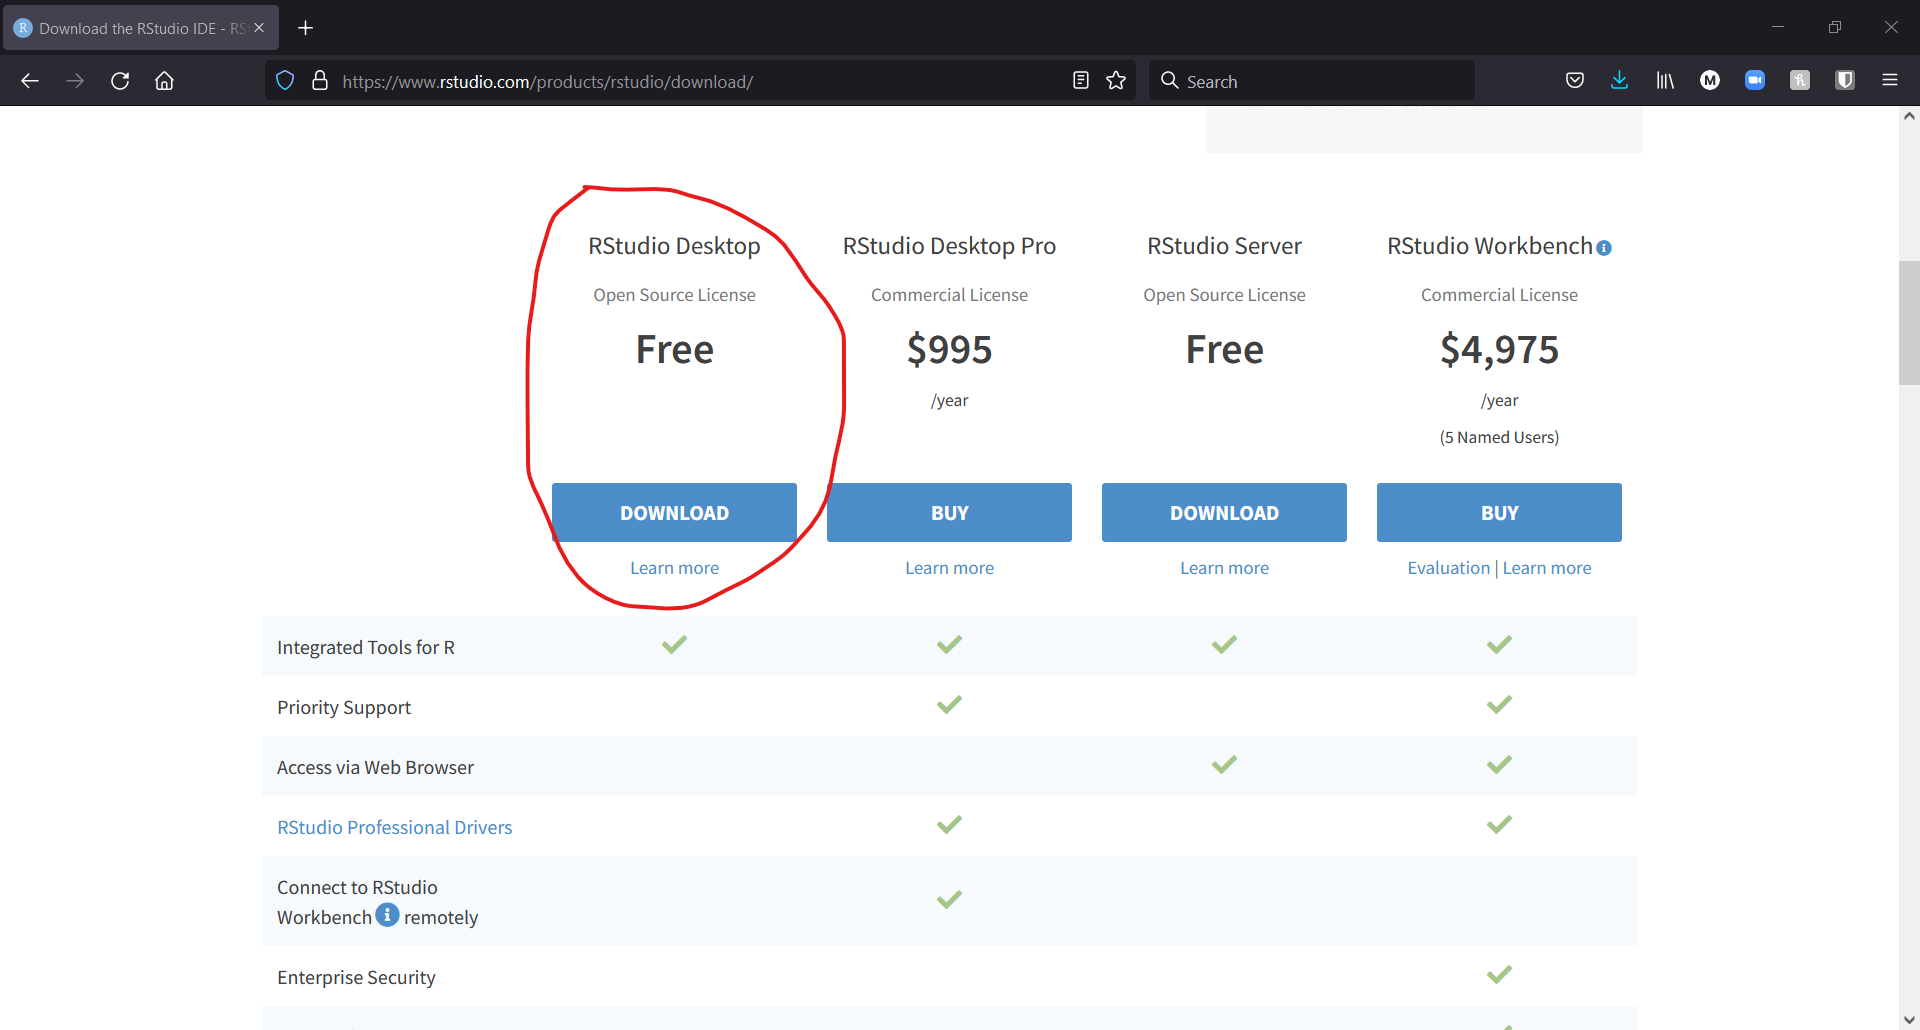 Download the RStudio IDE - RS
https://www.rstudio.com/products/rstudio/download/
Search
RStudio Desktop
Open Source License
Free
DOWNLOAD
Learn more
RStudio Desktop Pro
Commercial License
$995
/year
BUY
Learn more
RStudio Server
Open Source License
Free
DOWNLOAD
Learn more
RStudio Workbench
Commercial License
$4,975
/year
(5 Named Users)
BUY
Evaluation | Learn more
Integrated Tools for R
Priority Support
Access via Web Browser
RStudio Professional Drivers
Connect to RStudio
Workbench i remotely
Enterprise Security